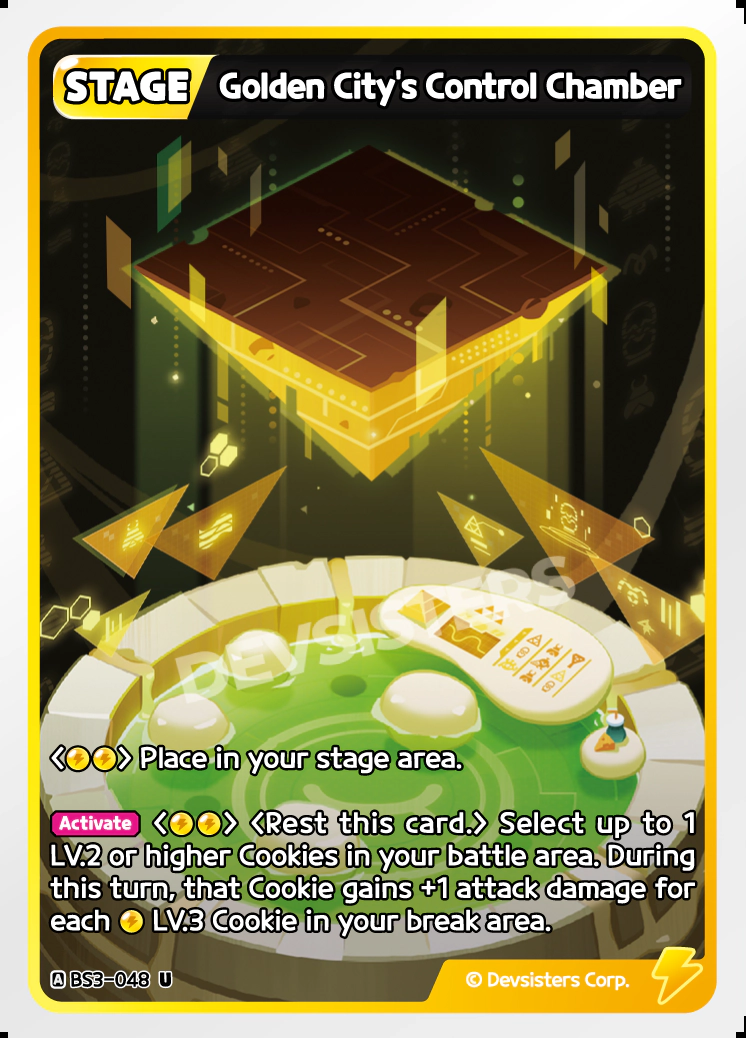 STAGE Golden City's Control Chamber
DEVSISTERS
<⚡⚡> Place in your stage area.
Activate <⚡⚡> <Rest this card.> Select up to 1
LV.2 or higher Cookies in your battle area. During
this turn, that Cookie gains +1 attack damage for
each ⚡ LV.3 Cookie in your break area.
A BS3-048 U
© Devsisters Corp.